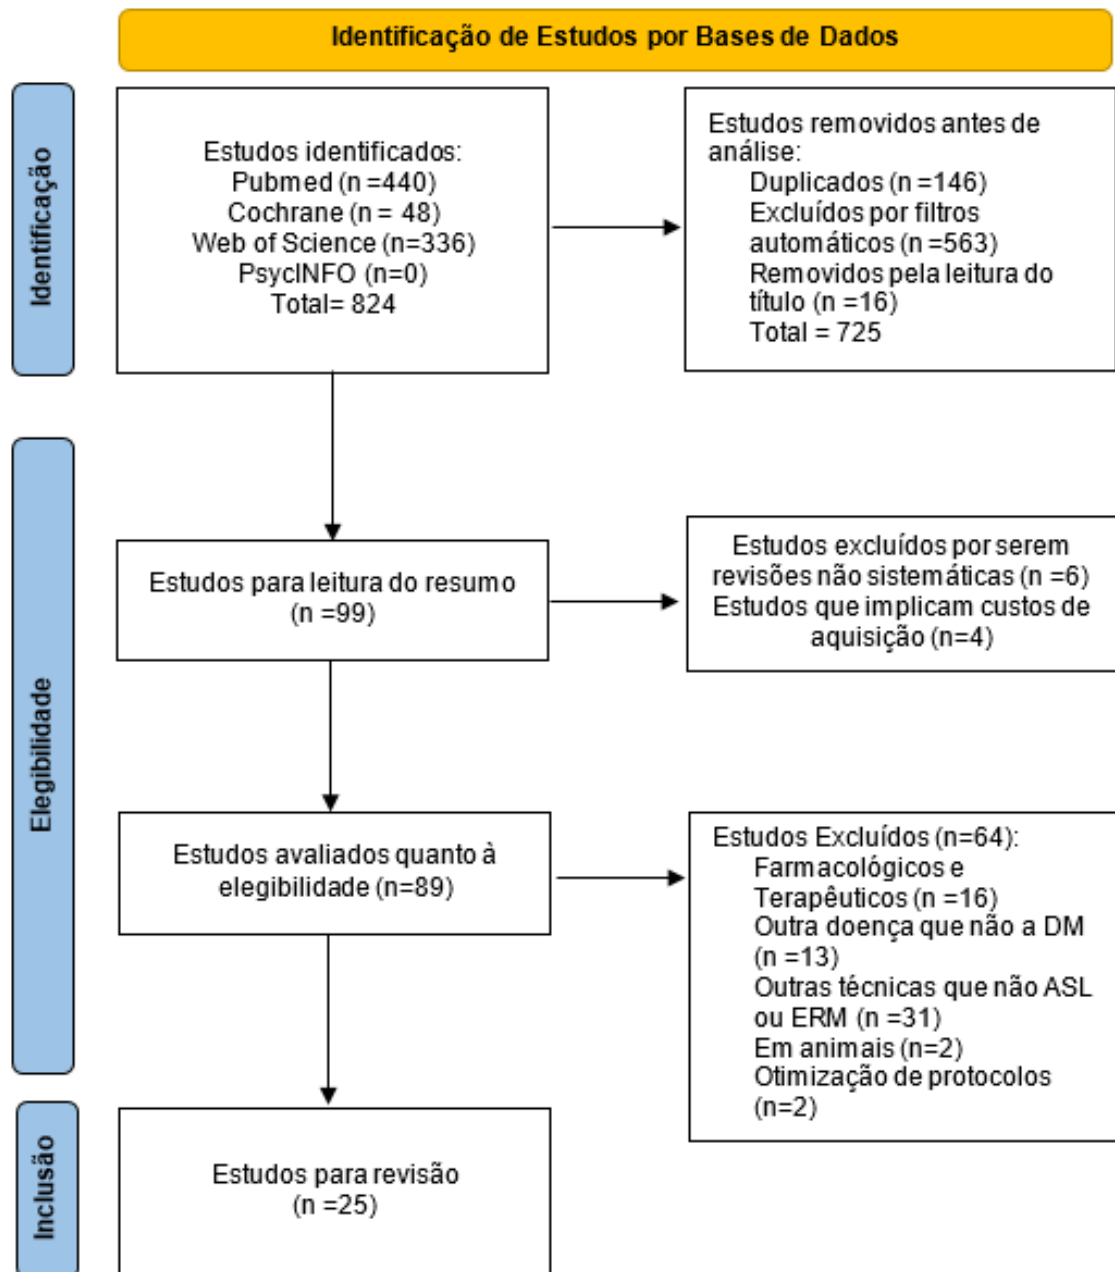 Identificação de Estudos por Bases de Dados
Identificação
Estudos identificados:
Pubmed (n =440)
Cochrane (n = 48)
Web of Science (n=336)
PsycINFO (n=0)
Total= 824
Estudos removidos antes de
análise:
Duplicados (n =146)
Excluídos por filtros
automáticos (n =563)
Removidos pela leitura do
título (n =16)
Total = 725
Elegibilidade
Estudos para leitura do resumo
(n =99)
Estudos excluídos por serem
revisões não sistemáticas (n =6)
Estudos que implicam custos de
aquisição (n=4)
Estudos avaliados quanto à
elegibilidade (n=89)
Estudos Excluídos (n=64):
Farmacológicos e
Terapêuticos (n =16)
Outra doença que não a DM
(n =13)
Outras técnicas que não ASL
ou ERM (n =31)
Em animais (n=2)
Otimização de protocolos
(n=2)
Inclusão
Estudos para revisão
(n =25)